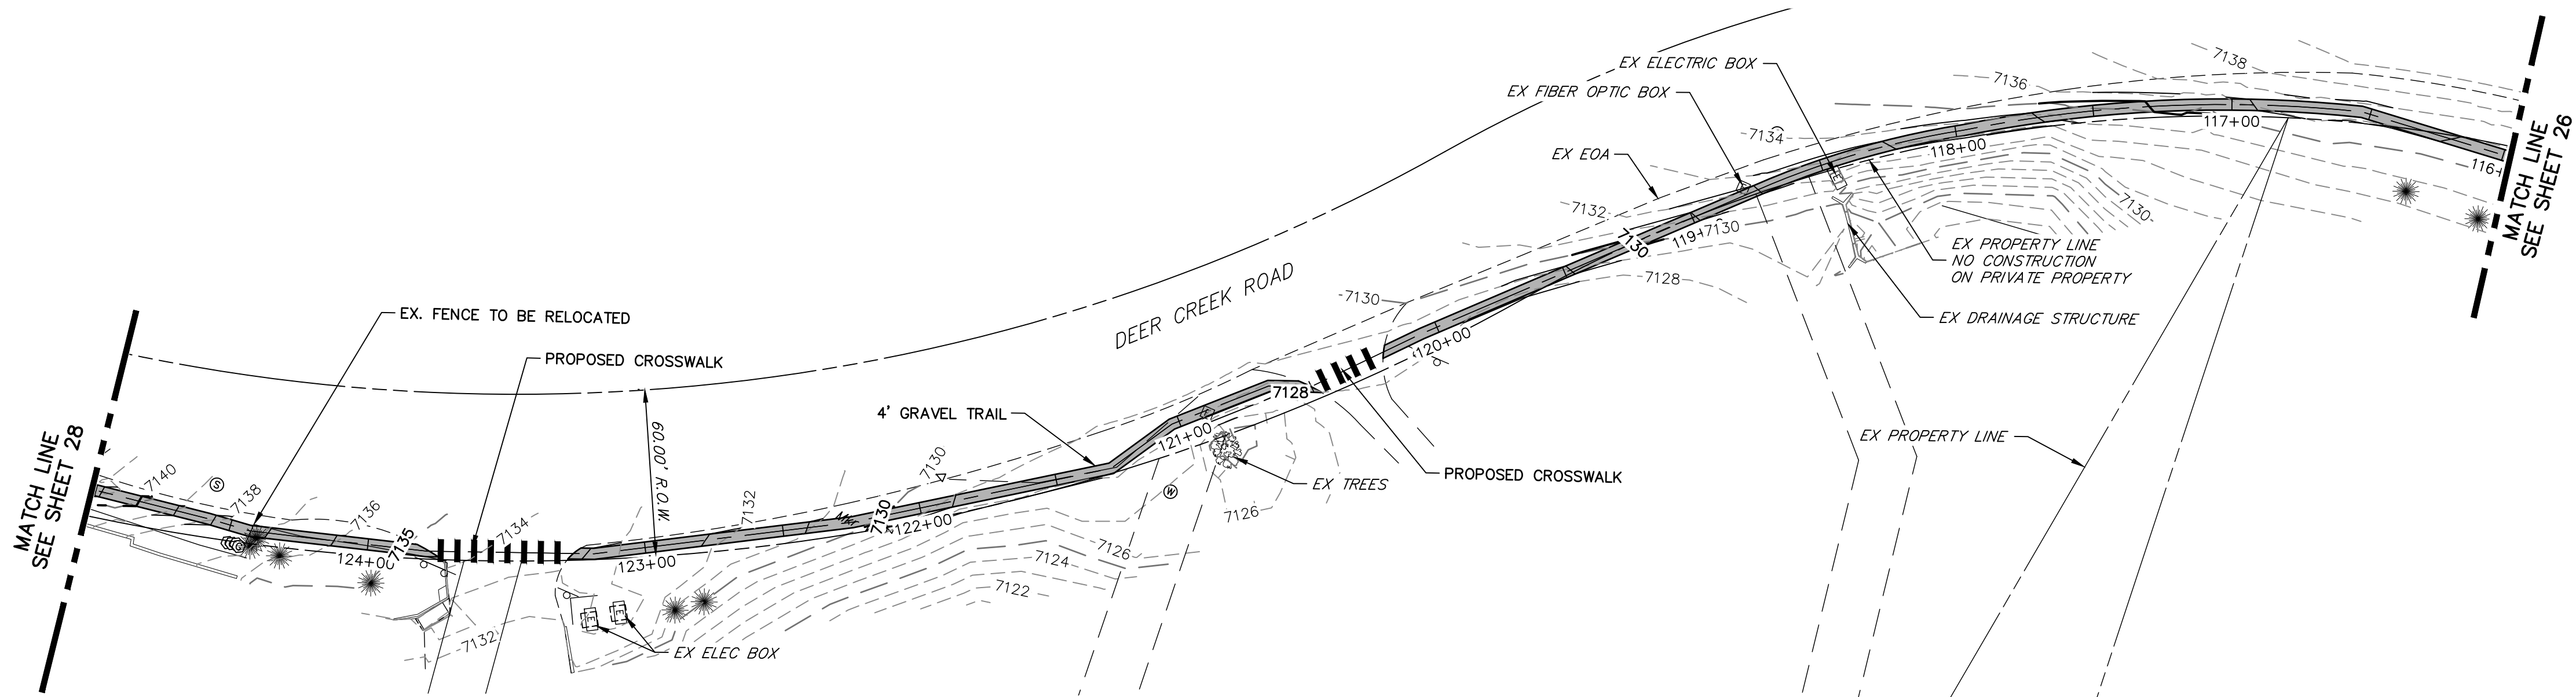 MATCH LINE
SEE SHEET 28
7140
S
7138
EX. FENCE TO BE RELOCATED
7136
124+00
7135
PROPOSED CROSSWALK
7134
7132
E
E
EX ELEC BOX
123+00
60.00' R.O.W.
7132
7130
7130
122+00
4' GRAVEL TRAIL
7126
7124
7122
DEER CREEK ROAD
121+00
W
EX TREES
7126
7128
PROPOSED CROSSWALK
7130
120+00
EX ELECTRIC BOX
EX FIBER OPTIC BOX
EX EOA
7134
7132
7130
119+
7130
7128
E
118+00
EX PROPERTY LINE
NO CONSTRUCTION
ON PRIVATE PROPERTY
EX DRAINAGE STRUCTURE
EX PROPERTY LINE
7130
7136
7138
117+00
116+
MATCH LINE
SEE SHEET 26